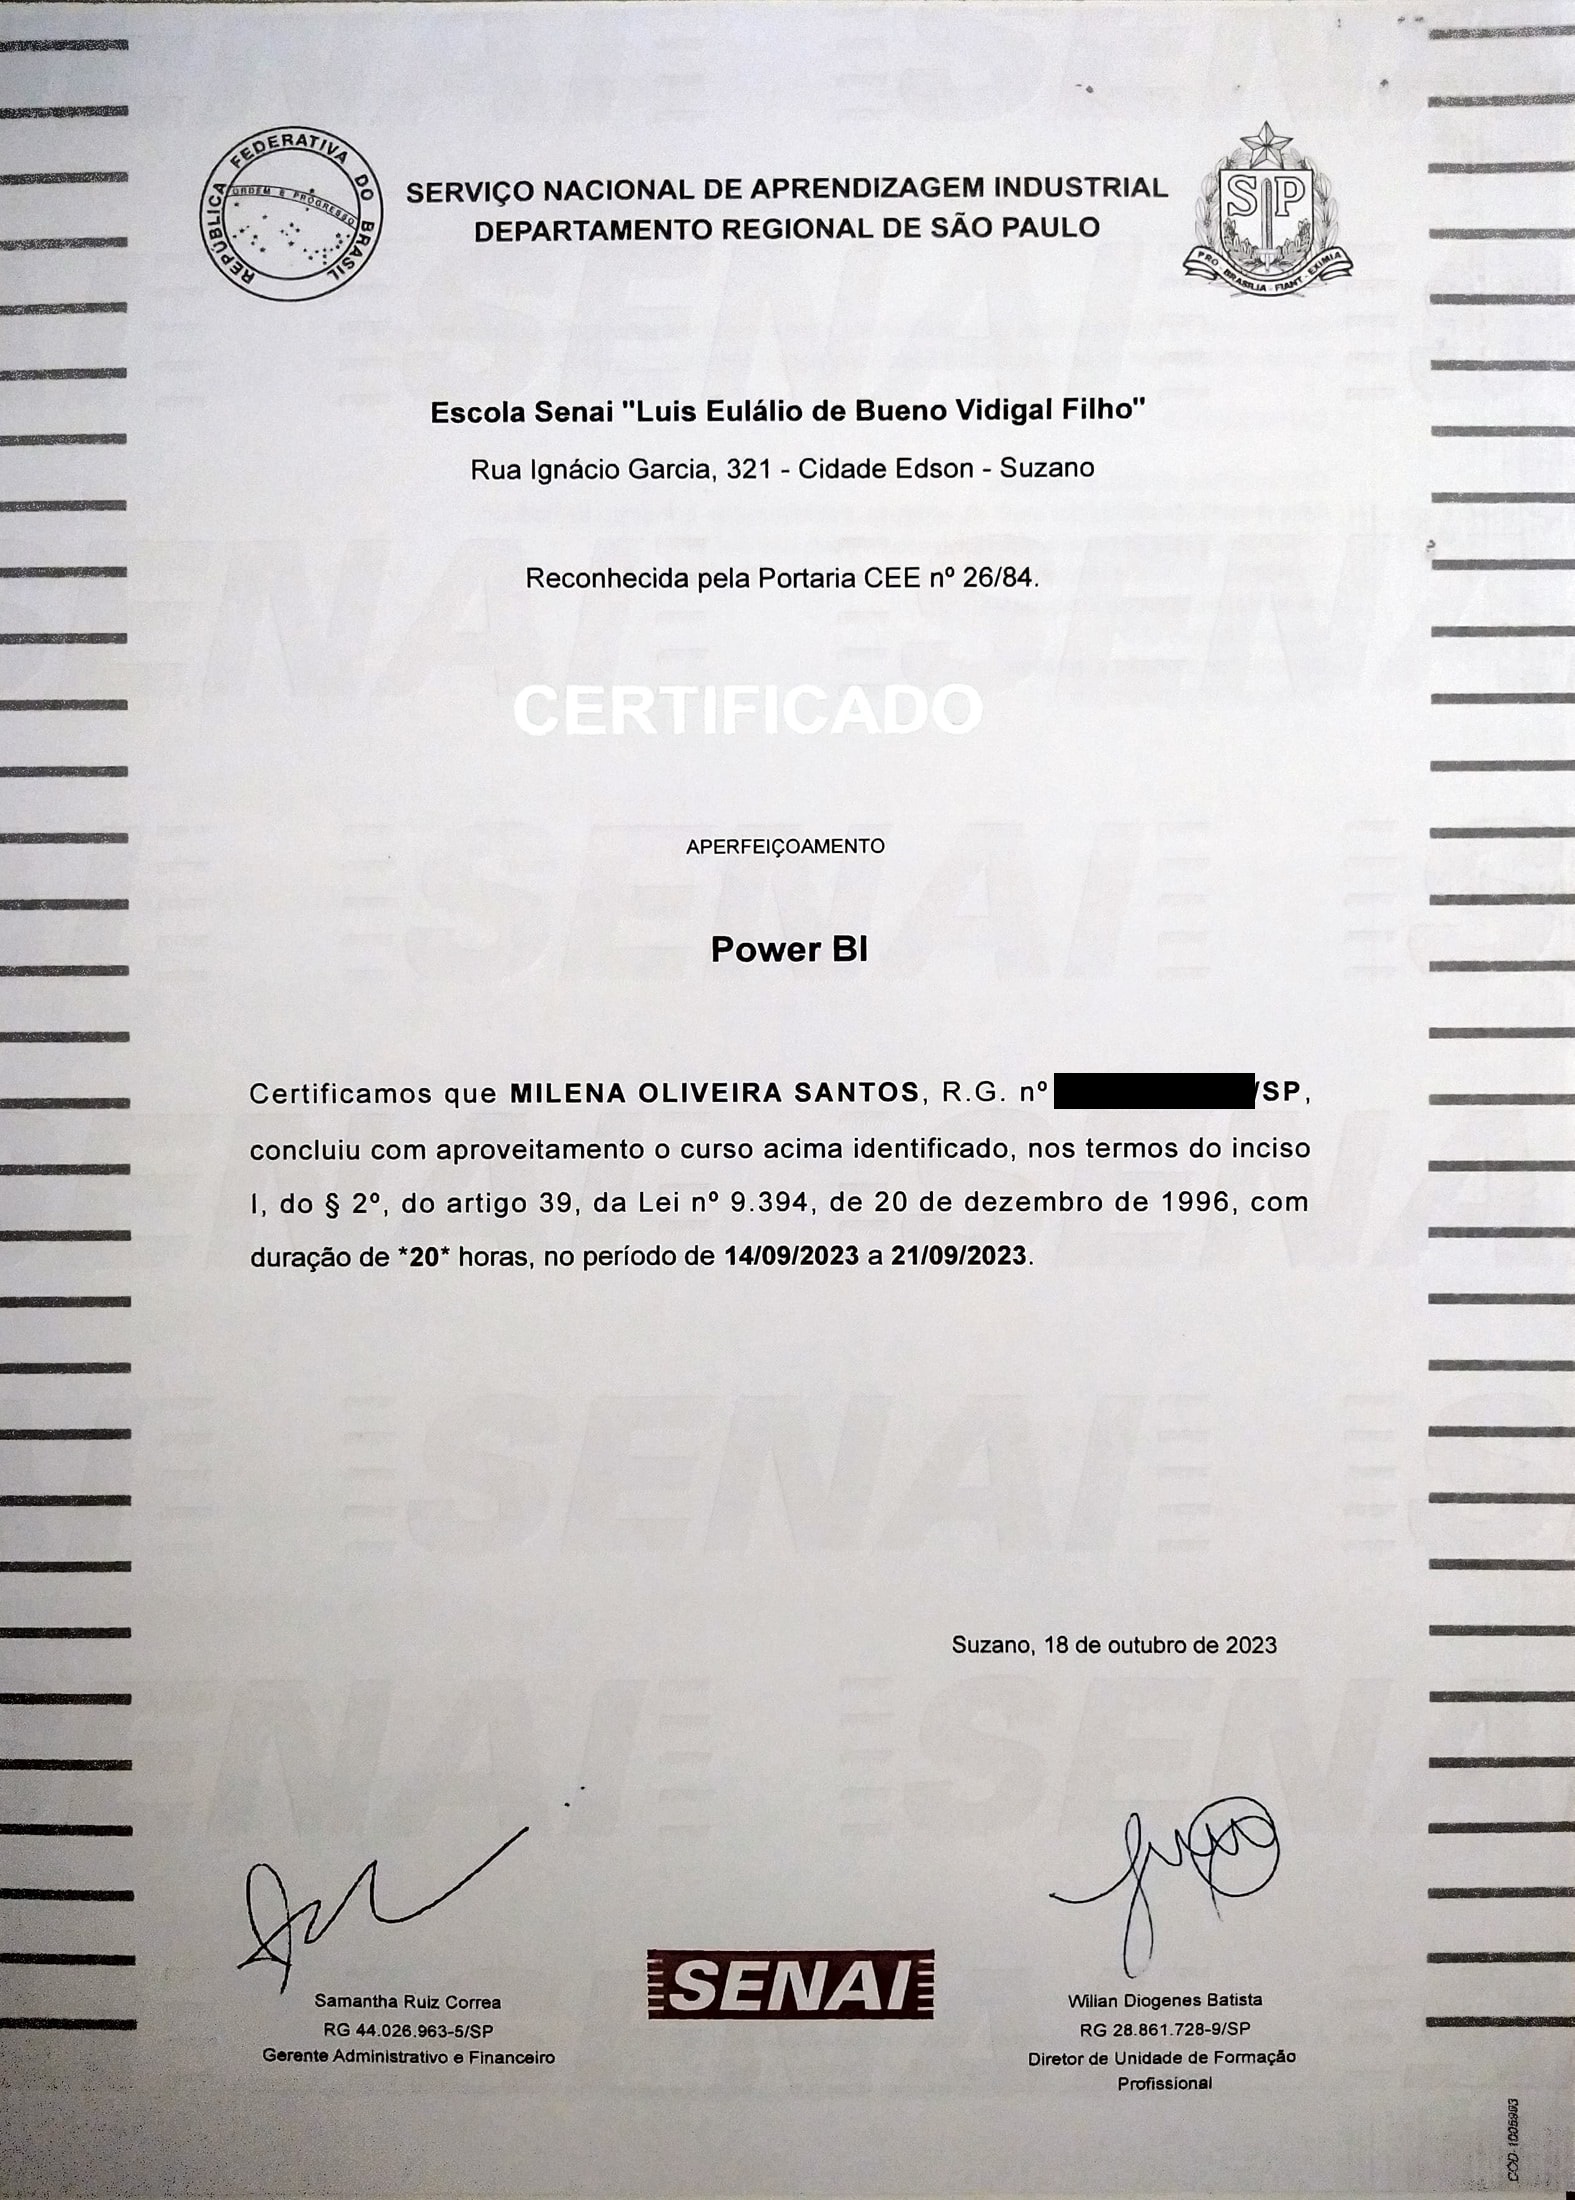 REPÚBLICA FEDERATIVA DO BRASIL
ORDEM E PROGRESSO
SERVIÇO NACIONAL DE APRENDIZAGEM INDUSTRIAL
DEPARTAMENTO REGIONAL DE SÃO PAULO
SP
PRO · BRASILIA · FIANT · EXIMIA
Escola Senai "Luis Eulálio de Bueno Vidigal Filho"
Rua Ignácio Garcia, 321 - Cidade Edson - Suzano
Reconhecida pela Portaria CEE nº 26/84.
CERTIFICADO
APERFEIÇOAMENTO
Power BI
Certificamos que MILENA OLIVEIRA SANTOS, R.G. nº /SP,
concluiu com aproveitamento o curso acima identificado, nos termos do inciso
I, do § 2º, do artigo 39, da Lei nº 9.394, de 20 de dezembro de 1996, com
duração de *20* horas, no período de 14/09/2023 a 21/09/2023.
Suzano, 18 de outubro de 2023
Samantha Ruiz Correa
RG 44.026.963-5/SP
Gerente Administrativo e Financeiro
SENAI
Wilian Diogenes Batista
RG 28.861.728-9/SP
Diretor de Unidade de Formação
Profissional